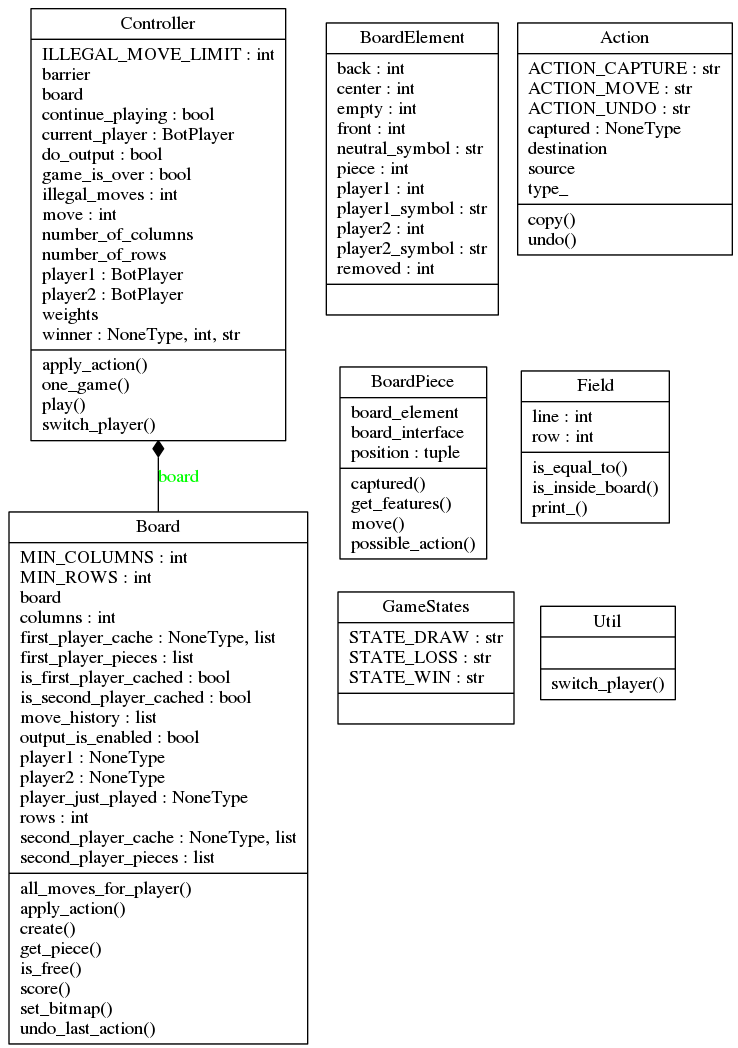 Controller
ILLEGAL_MOVE_LIMIT : int
barrier
board
continue_playing : bool
current_player : BotPlayer
do_output : bool
game_is_over : bool
illegal_moves : int
move : int
number_of_columns
number_of_rows
player1 : BotPlayer
player2 : BotPlayer
weights
winner : NoneType, int, str
apply_action()
one_game()
play()
switch_player()
board
Board
MIN_COLUMNS : int
MIN_ROWS : int
board
columns : int
first_player_cache : NoneType, list
first_player_pieces : list
is_first_player_cached : bool
is_second_player_cached : bool
move_history : list
output_is_enabled : bool
player1 : NoneType
player2 : NoneType
player_just_played : NoneType
rows : int
second_player_cache : NoneType, list
second_player_pieces : list
all_moves_for_player()
apply_action()
create()
get_piece()
is_free()
score()
set_bitmap()
undo_last_action()
BoardElement
back : int
center : int
empty : int
front : int
neutral_symbol : str
piece : int
player1 : int
player1_symbol : str
player2 : int
player2_symbol : str
removed : int
Action
ACTION_CAPTURE : str
ACTION_MOVE : str
ACTION_UNDO : str
captured : NoneType
destination
source
type_
copy()
undo()
BoardPiece
board_element
board_interface
position : tuple
captured()
get_features()
move()
possible_action()
Field
line : int
row : int
is_equal_to()
is_inside_board()
print_()
GameStates
STATE_DRAW : str
STATE_LOSS : str
STATE_WIN : str
Util
switch_player()